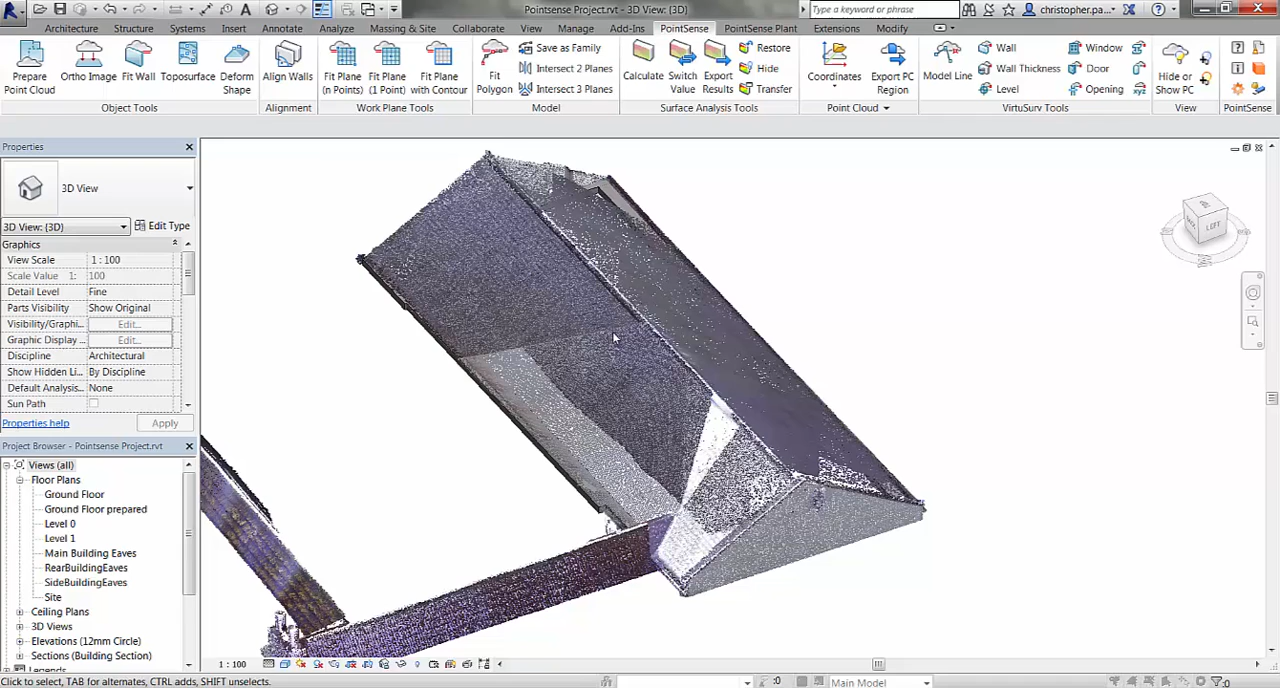 Pointsense Project.rvt - 3D View: {3D}
Type a keyword or phrase
christopher.pa...
Architecture Structure Systems Insert Annotate Analyze Massing & Site Collaborate View Manage Add-Ins PointSense PointSense Plant Extensions Modify
Prepare Point Cloud
Ortho Image
Fit Wall
Toposurface
Deform Shape
Object Tools
Align Walls
Alignment
Fit Plane (n Points)
Fit Plane (1 Point)
Fit Plane with Contour
Work Plane Tools
Fit Polygon
Save as Family
Intersect 2 Planes
Intersect 3 Planes
Model
Calculate
Switch Value
Export Results
Restore
Hide
Transfer
Surface Analysis Tools
Coordinates
Export PC Region
Point Cloud
Model Line
Wall
Wall Thickness
Level
Window
Door
Opening
VirtuSurv Tools
Hide or Show PC
View
PointSense
Properties
3D View
3D View: {3D}
Edit Type
Graphics
View Scale 1 : 100
Scale Value 1: 100
Detail Level Fine
Parts Visibility Show Original
Visibility/Graphi... Edit...
Graphic Display ... Edit...
Discipline Architectural
Show Hidden Li... By Discipline
Default Analysis... None
Sun Path
Properties help
Apply
Project Browser - Pointsense Project.rvt
Views (all)
Floor Plans
Ground Floor
Ground Floor prepared
Level 0
Level 1
Main Building Eaves
RearBuildingEaves
SideBuildingEaves
Site
Ceiling Plans
3D Views
Elevations (12mm Circle)
Sections (Building Section)
Legends
BACK
LEFT
1 : 100
Click to select, TAB for alternates, CTRL adds, SHIFT unselects.
:0
Main Model
:0